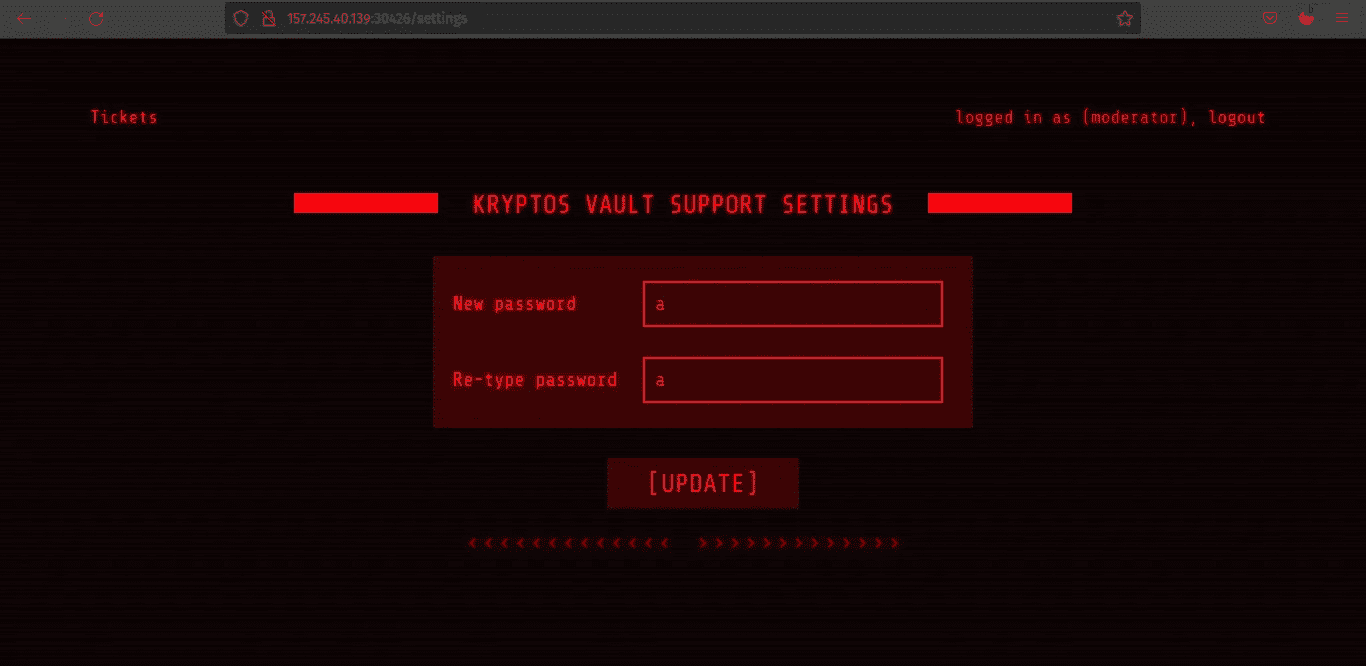 157.245.40.139:30426/settings
Tickets
logged in as (moderator), logout
KRYPTOS VAULT SUPPORT SETTINGS
New password a
Re-type password a
[UPDATE]
<<<<<<<<<<<<< >>>>>>>>>>>>>